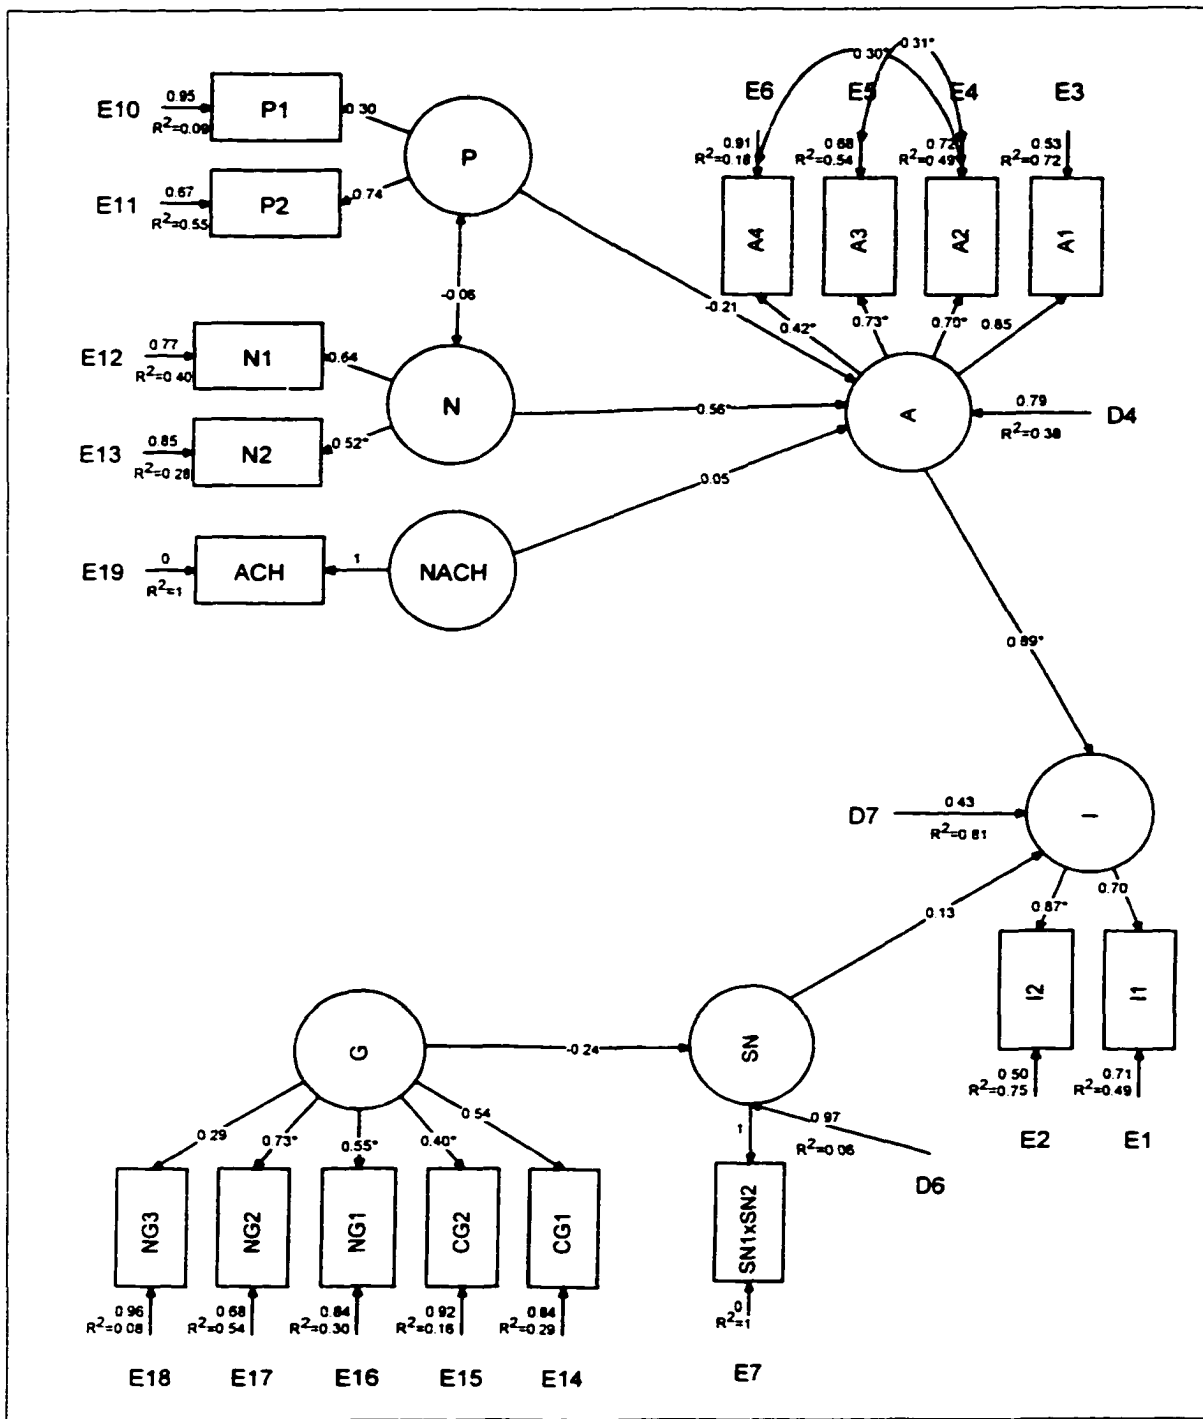 0.31*
0.30*
E6 E5 E4 E3
0.91 0.68 0.72 0.53
R²=0.18 R²=0.54 R²=0.49 R²=0.72
A4 A3 A2 A1
0.42* 0.73* 0.70* 0.85
E10 0.95 R²=0.09 P1 0.30
P
E11 0.67 R²=0.55 P2 0.74
-0.06
-0.21
E12 0.77 R²=0.40 N1 0.64
N 0.56* A 0.79 R²=0.38 D4
E13 0.85 R²=0.28 N2 0.52*
0.05
E19 0 R²=1 ACH 1 NACH
0.89*
D7 0.43 R²=0.81 I
0.13
0.87* 0.70
I2 I1
0.50 0.71
R²=0.75 R²=0.49
E2 E1
G -0.24 SN
0.29 0.73* 0.55* 0.40* 0.54
1 0.97
R²=0.06
D6
NG3 NG2 NG1 CG2 CG1
SN1xSN2
0.96 0.68 0.84 0.92 0.84
R²=0.08 R²=0.54 R²=0.30 R²=0.16 R²=0.29
0
R²=1
E18 E17 E16 E15 E14 E7